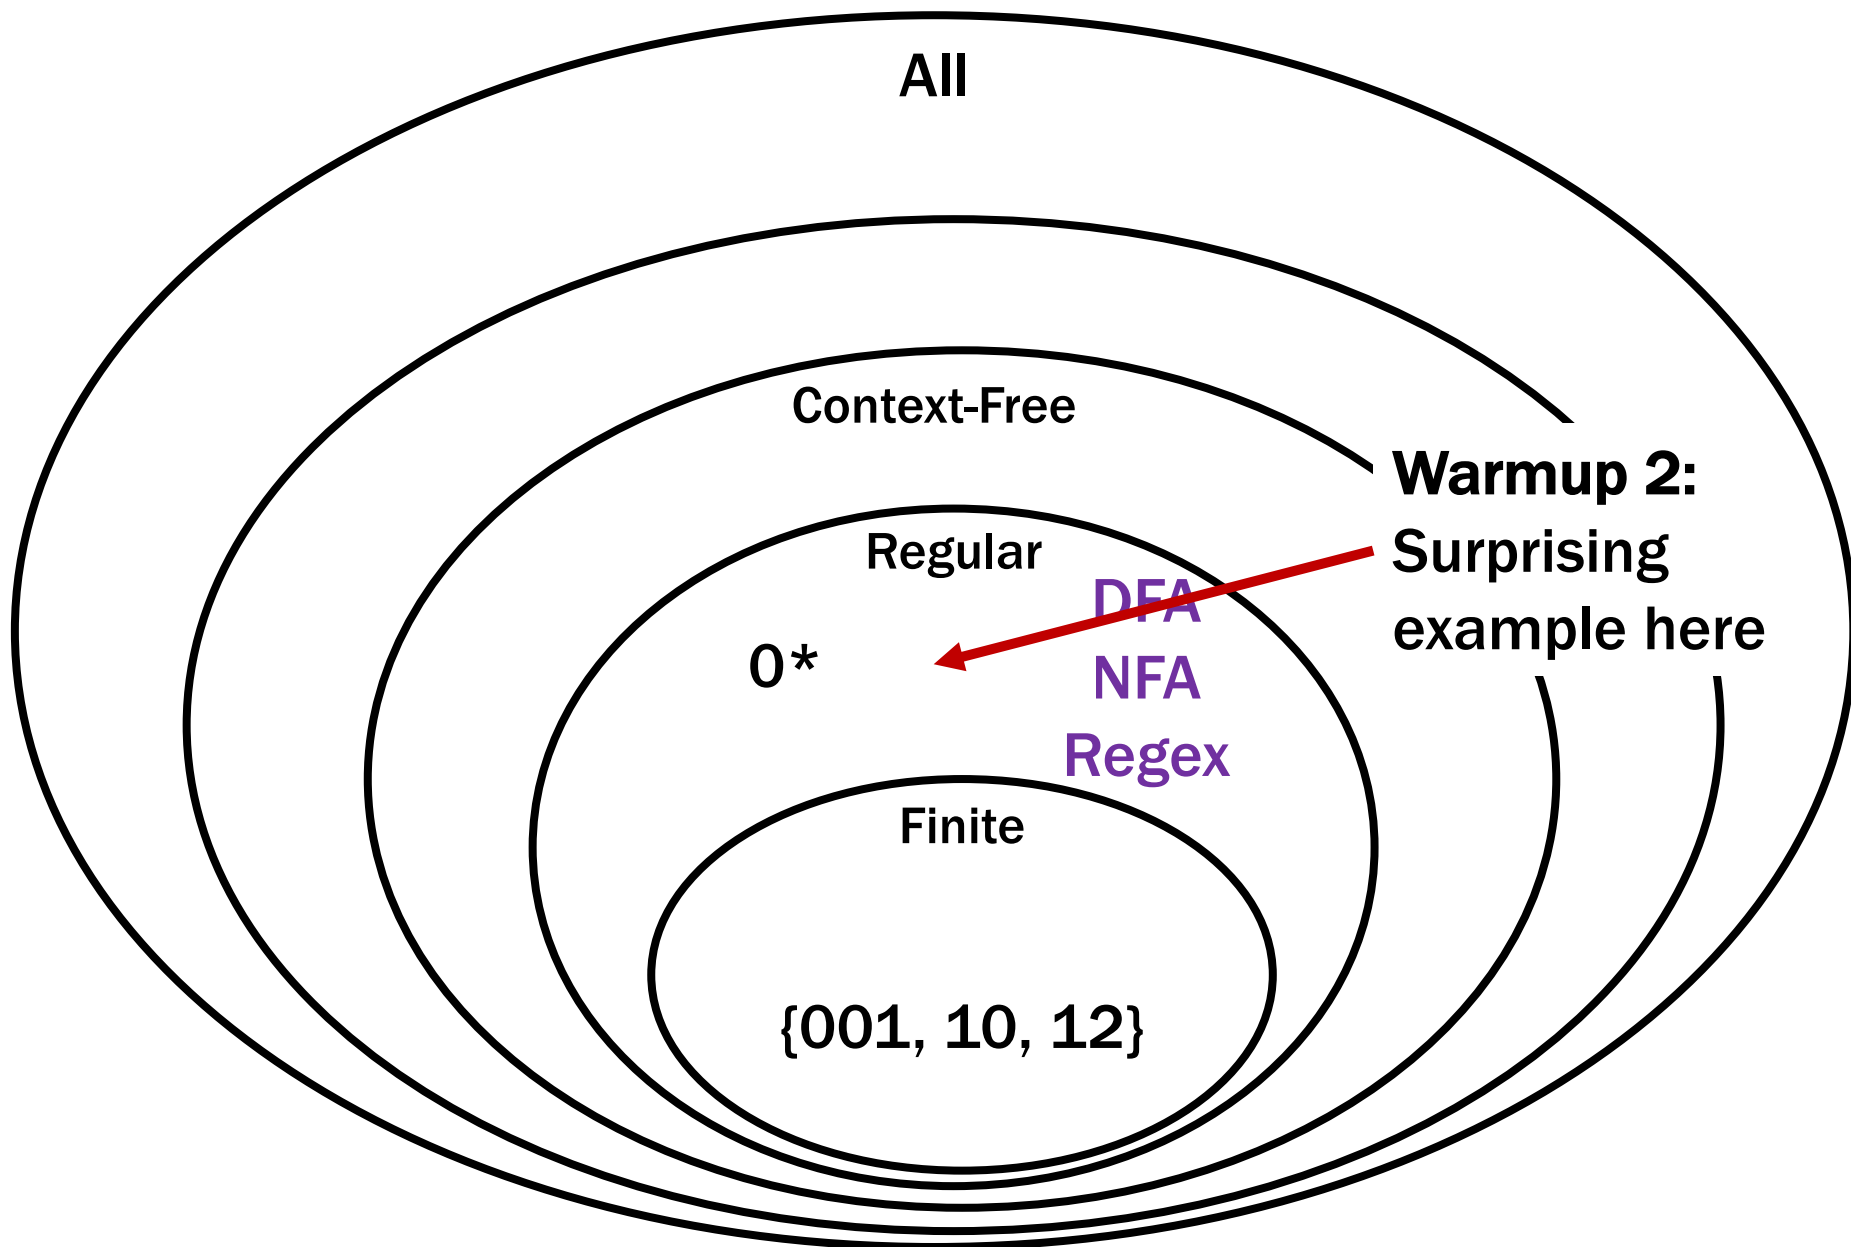 All
Context-Free
Warmup 2:
Surprising
example here
Regular
DFA
0*
NFA
Regex
Finite
{001, 10, 12}